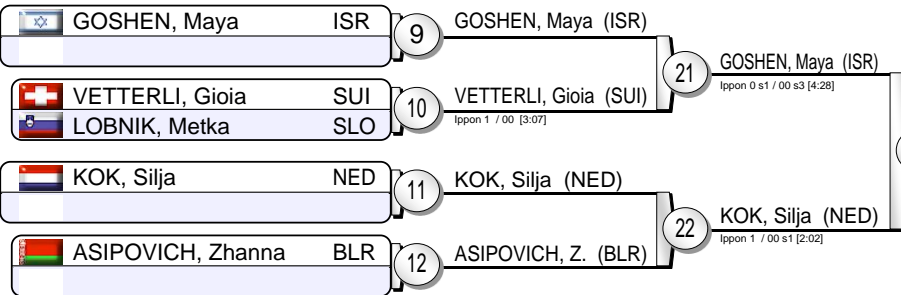 GOSHEN, Maya ISR
9
GOSHEN, Maya (ISR)
21
GOSHEN, Maya (ISR)
Ippon 0 s1 / 00 s3 [4:28]
VETTERLI, Gioia SUI
LOBNIK, Metka SLO
10
VETTERLI, Gioia (SUI)
Ippon 1 / 00 [3:07]
KOK, Silja NED
11
KOK, Silja (NED)
22
KOK, Silja (NED)
Ippon 1 / 00 s1 [2:02]
ASIPOVICH, Zhanna BLR
12
ASIPOVICH, Z. (BLR)